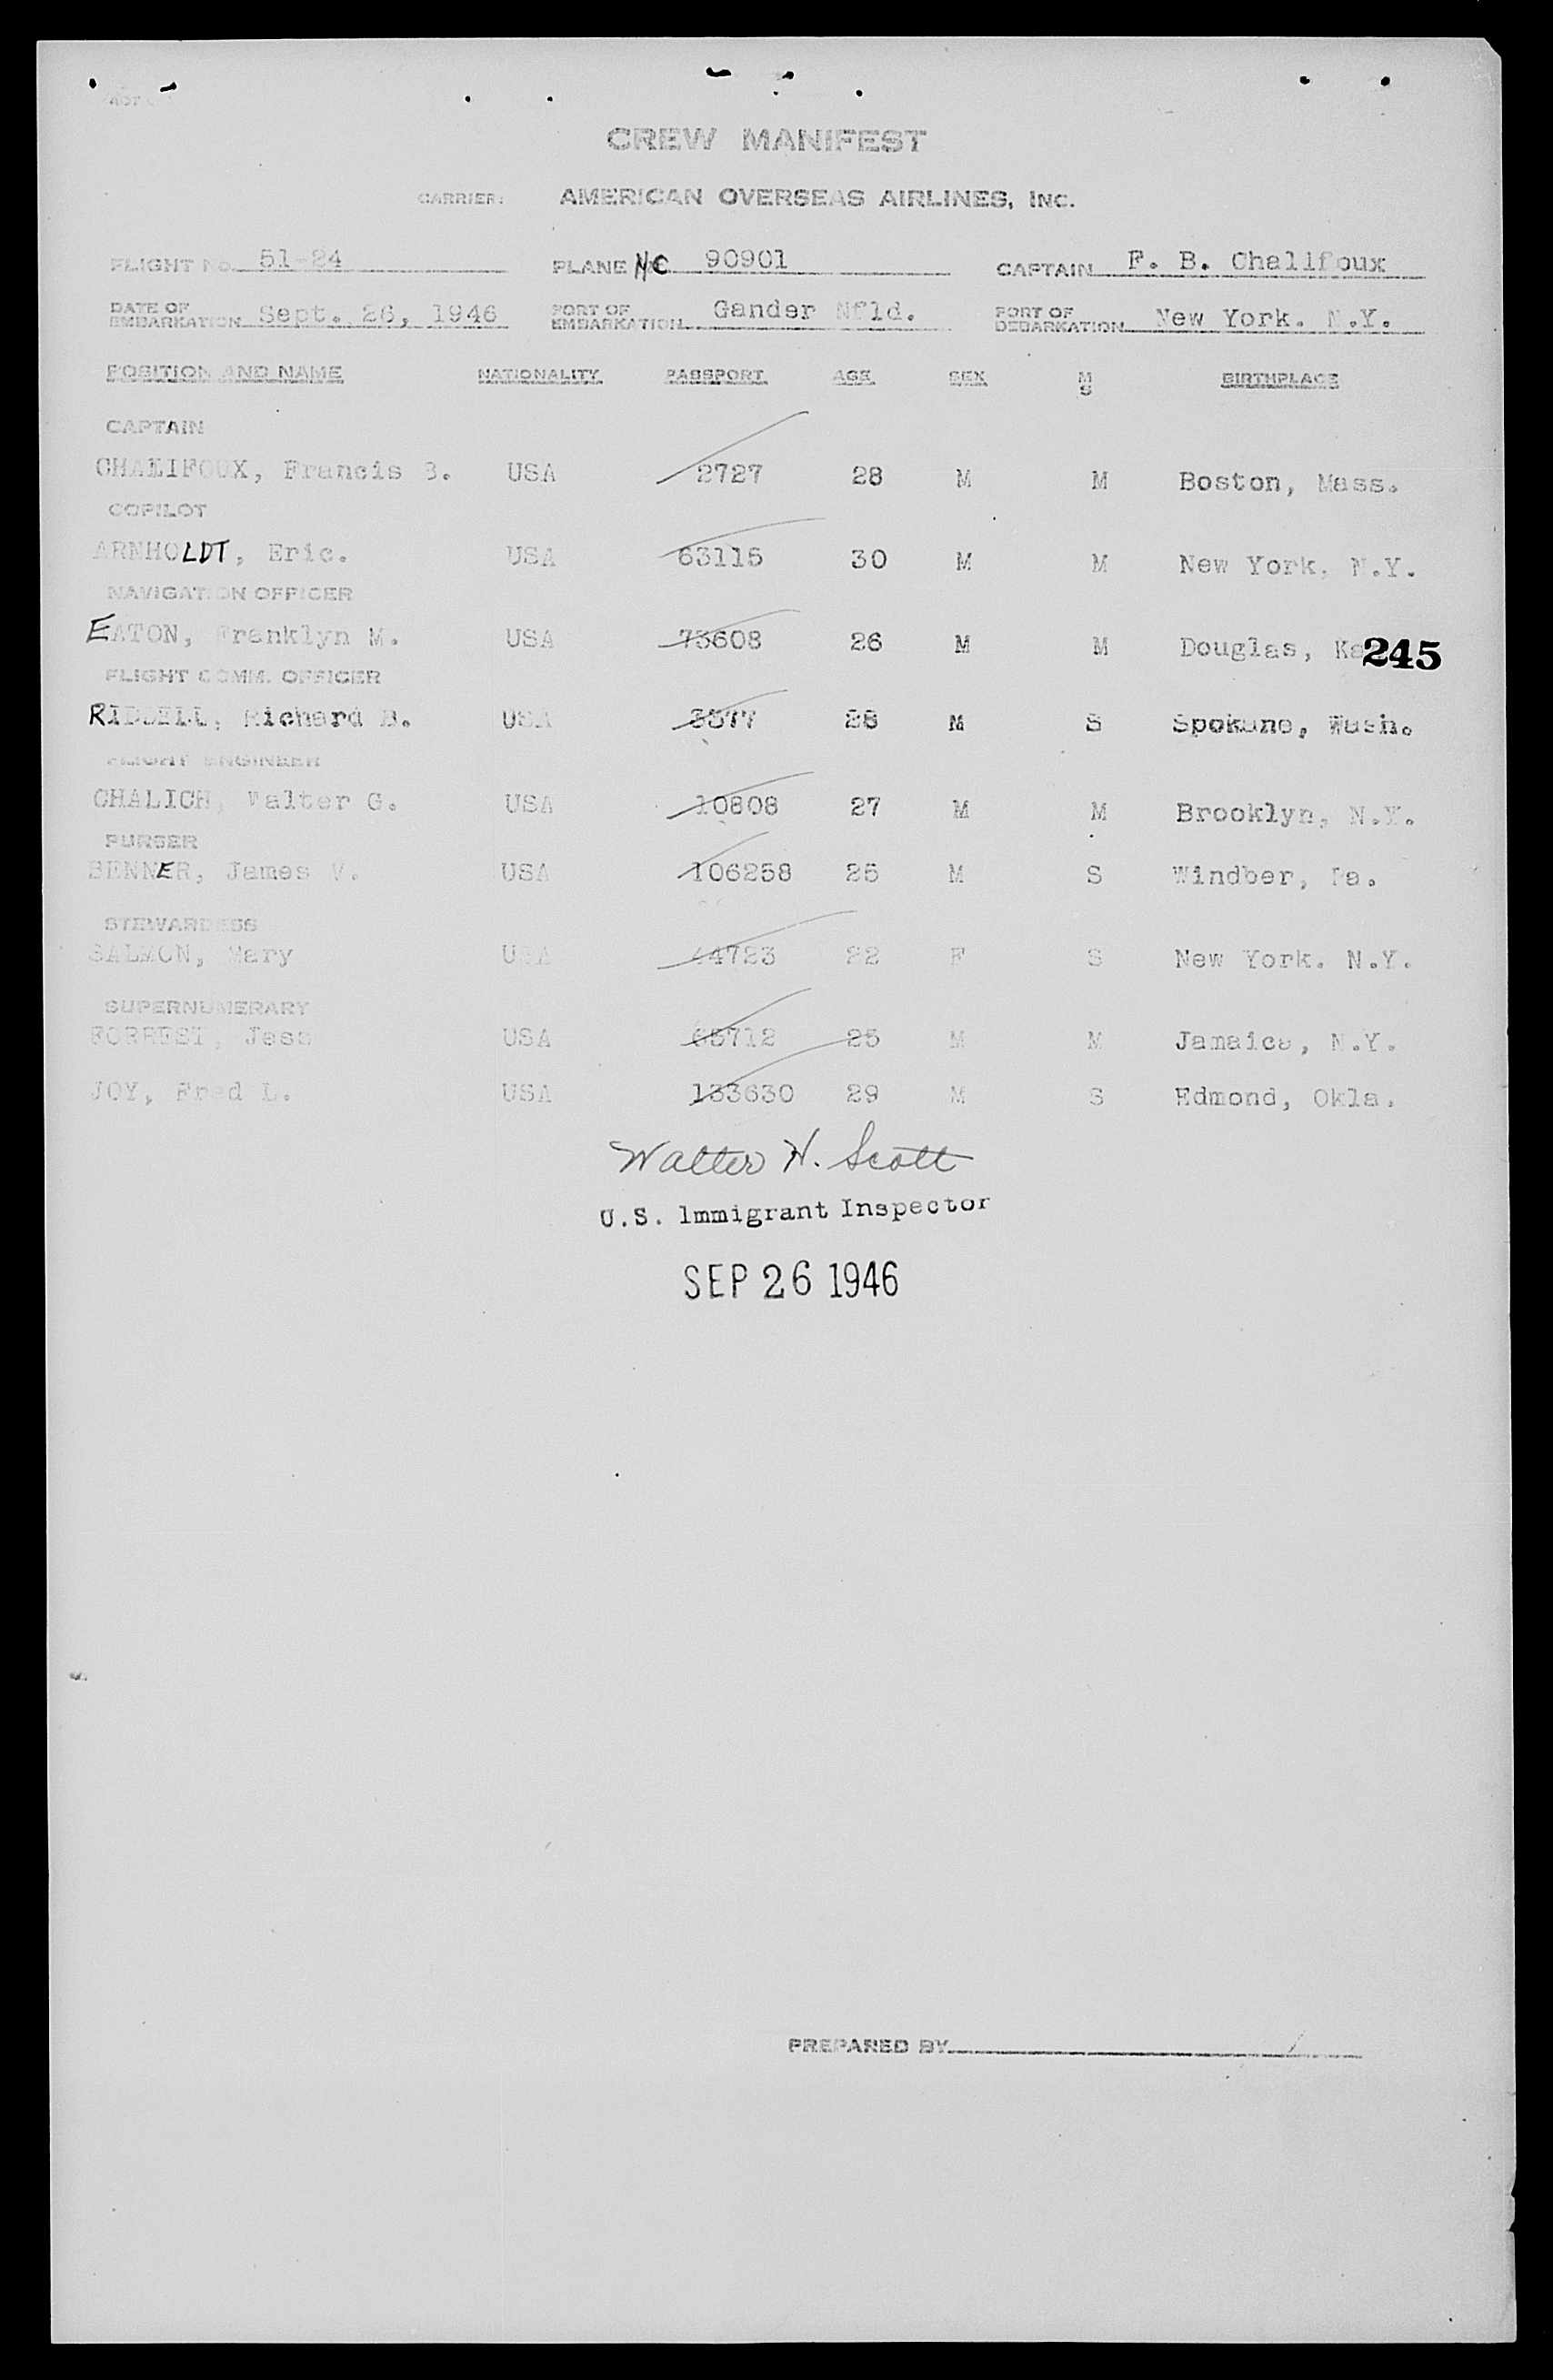 CREW MANIFEST
CARRIER: AMERICAN OVERSEAS AIRLINES, INC.
FLIGHT No. 51-24 PLANE NC 90901 CAPTAIN F. B. Chalifoux
DATE OF EMBARKATION Sept. 26, 1946 PORT OF EMBARKATION Gander Nfld. PORT OF DEBARKATION New York. N.Y.
POSITION AND NAME NATIONALITY PASSPORT AGE SEX M S BIRTHPLACE
CAPTAIN
CHALIFOUX, Francis B. USA 2727 28 M M Boston, Mass.
COPILOT
ARNHOLDT, Eric. USA 63115 30 M M New York, N.Y.
NAVIGATION OFFICER
EATON, Franklyn M. USA 73608 26 M M Douglas, 245
FLIGHT COMM. OFFICER
Richard B. USA 3577 M S Spokane, Wash.
FLIGHT ENGINEER
CHALICH, Walter G. USA 10808 27 M M Brooklyn, N.Y.
PURSER
BENNER, James V. USA 106258 25 M S Windber, Pa.
STEWARDESS
SALMON, Mary USA 44723 22 F S New York. N.Y.
SUPERNUMERARY
FORREST, Jess USA 65712 25 M M Jamaica, N.Y.
JOY, Fred L. USA 133630 29 M S Edmond, Okla.
Walter H. Scott
U.S. lmmigrant Inspector
SEP 26 1946
PREPARED BY